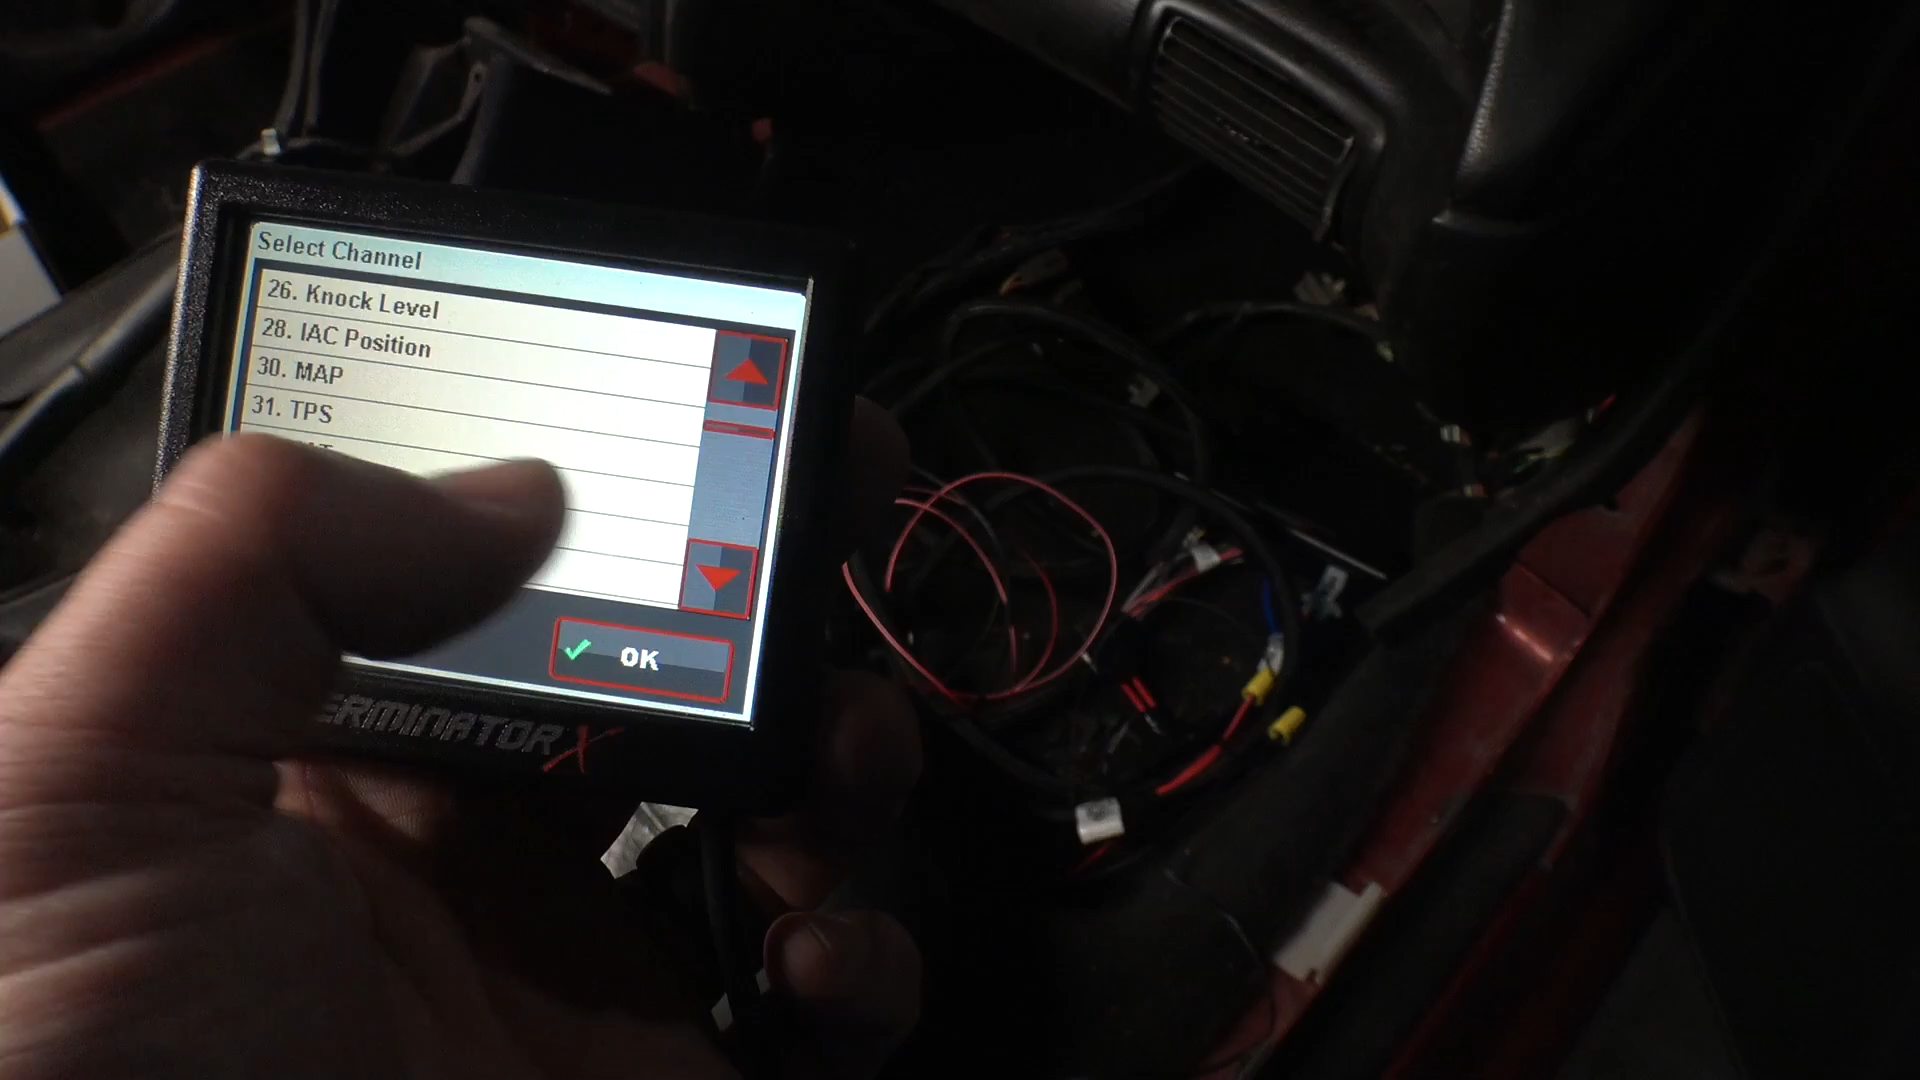 Select Channel
26. Knock Level
28. IAC Position
30. MAP
31. TPS
OK
ERMINATOR X